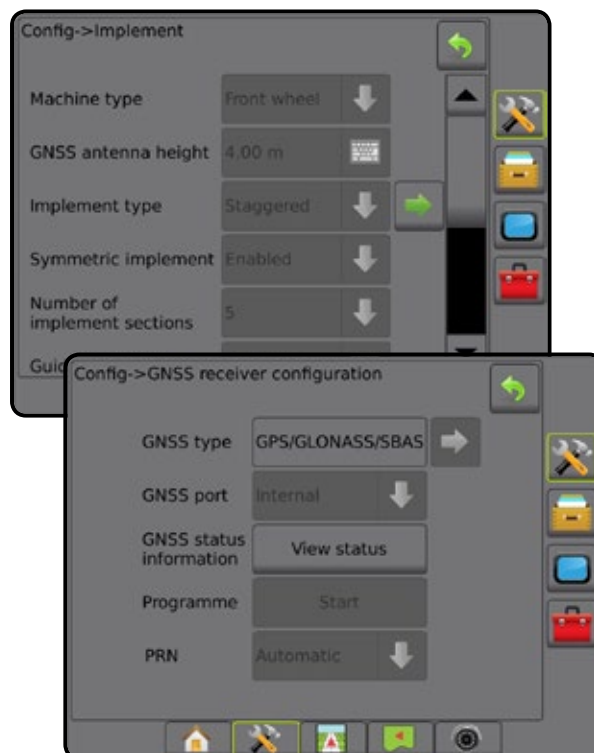 Config->Implement
Machine type Front wheel
GNSS antenna height 4.00 m
Implement type Staggered
Symmetric implement Enabled
Number of
implement sections 5
Guid
Config->GNSS receiver configuration
GNSS type GPS/GLONASS/SBAS
GNSS port Internal
GNSS status
information View status
Programme Start
PRN Automatic